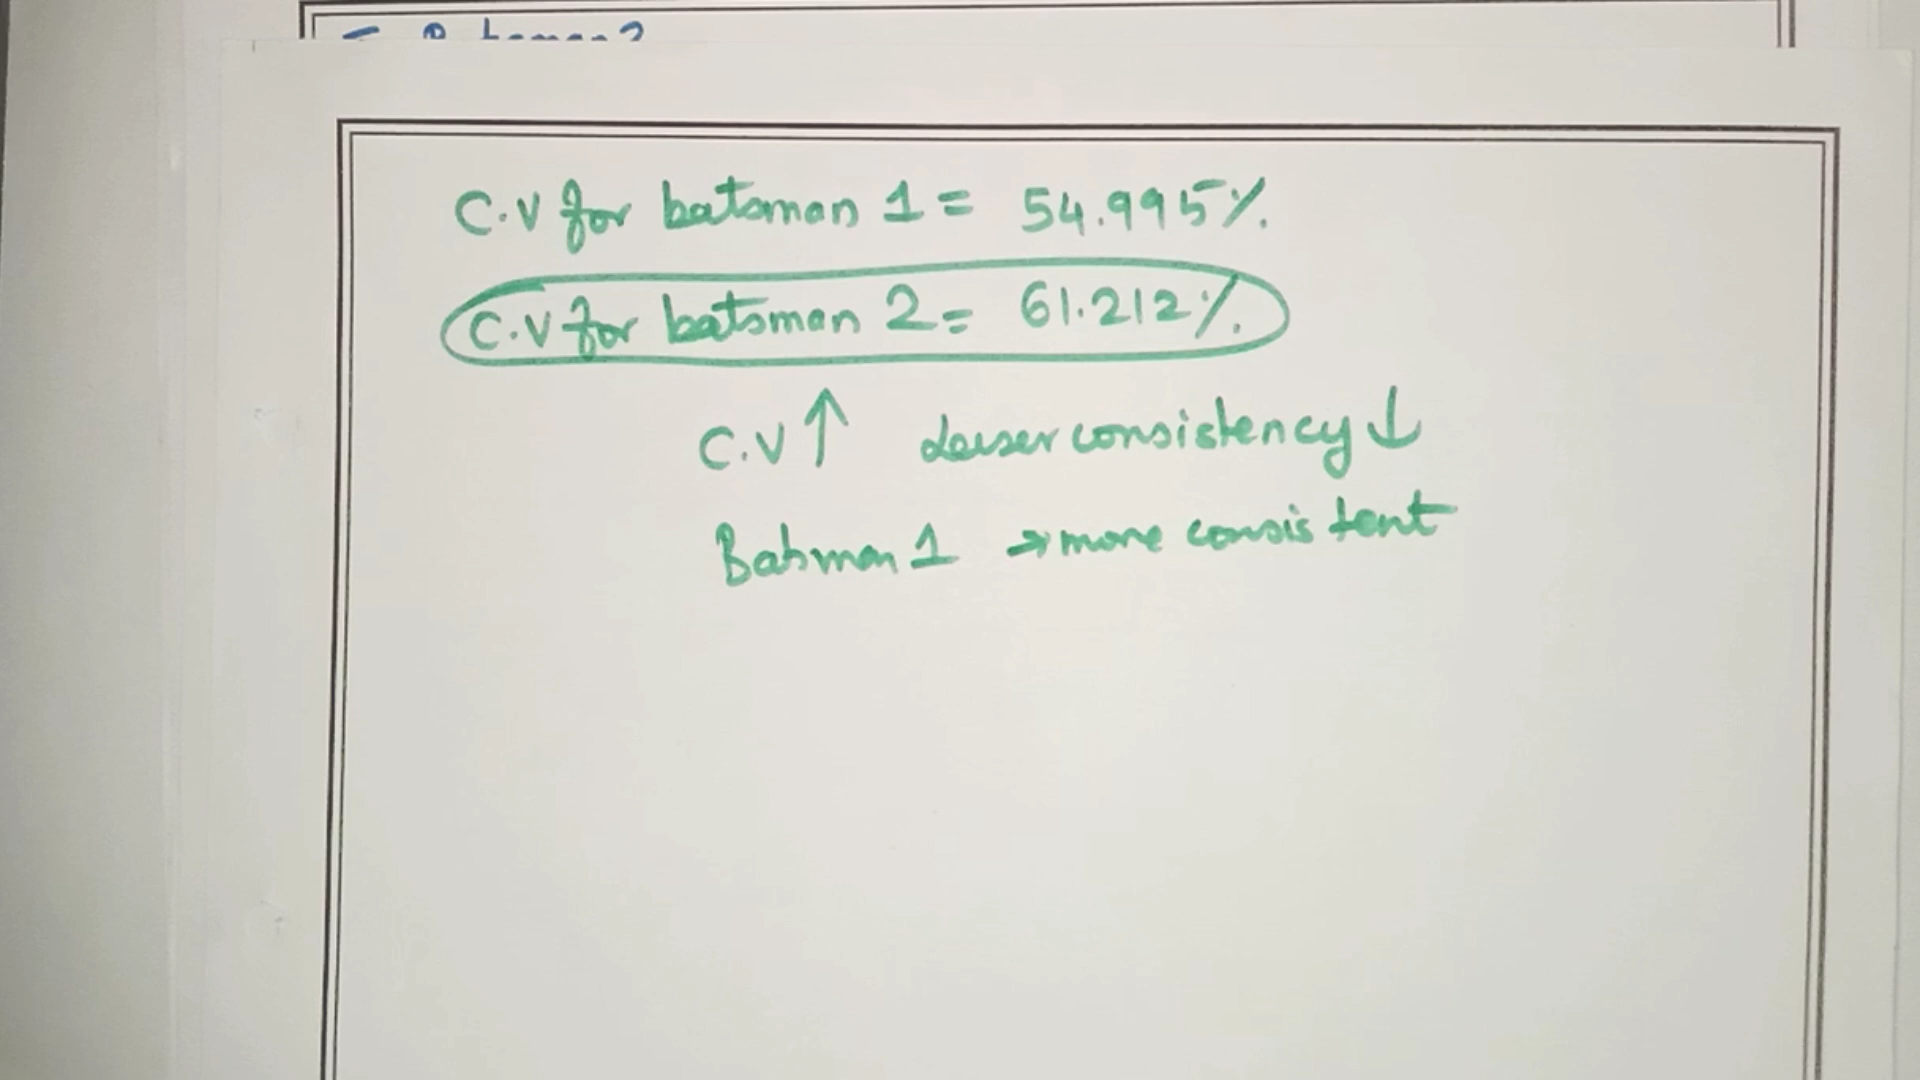 C.V for batsman 1 = 54.995%
C.V for batsman 2 = 61.212%
C.V ↑ Lesser consistency ↓
Batsman 1 → more consistent